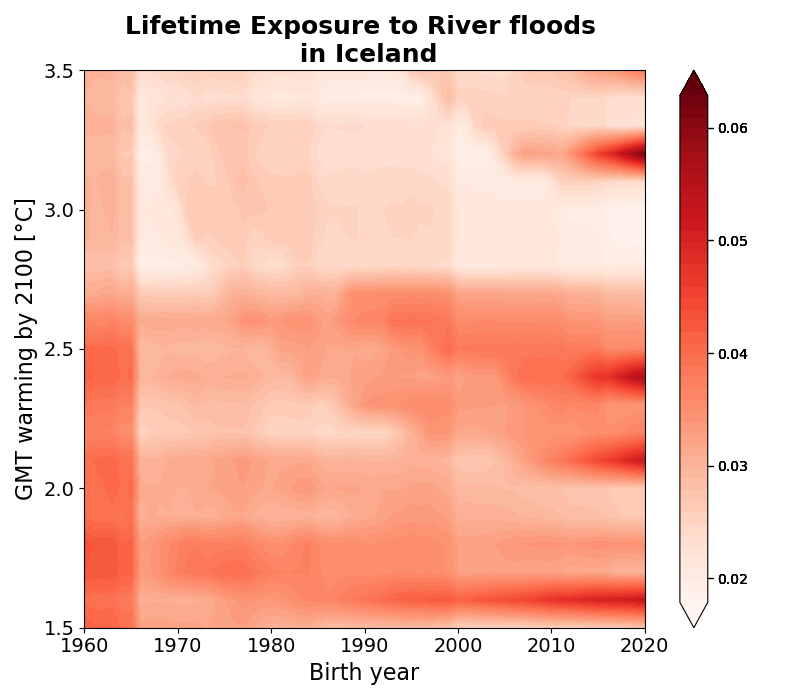 Lifetime Exposure to River floods
in Iceland
GMT warming by 2100 [°C]
3.5
3.0
2.5
2.0
1.5
1960 1970 1980 1990 2000 2010 2020
Birth year
0.06
0.05
0.04
0.03
0.02